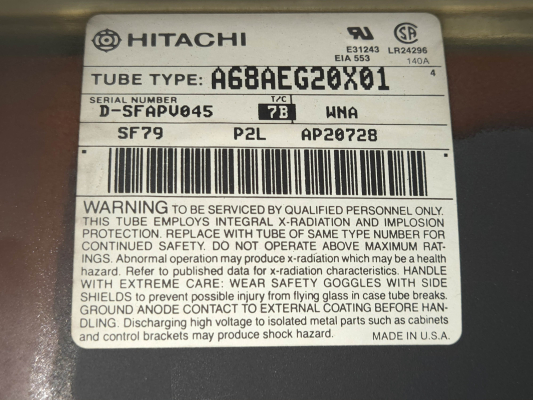 HITACHI
E31243
EIA 553
LR24296
140A
TUBE TYPE: A68AEG20X01 4
SERIAL NUMBER T/C
D-SFAPV045 7B WNA
SF79 P2L AP20728
WARNING TO BE SERVICED BY QUALIFIED PERSONNEL ONLY.
THIS TUBE EMPLOYS INTEGRAL X-RADIATION AND IMPLOSION
PROTECTION. REPLACE WITH TUBE OF SAME TYPE NUMBER FOR
CONTINUED SAFETY. DO NOT OPERATE ABOVE MAXIMUM RAT-
INGS. Abnormal operation may produce x-radiation which may be a health
hazard. Refer to published data for x-radiation characteristics. HANDLE
WITH EXTREME CARE: WEAR SAFETY GOGGLES WITH SIDE
SHIELDS to prevent possible injury from flying glass in case tube breaks.
GROUND ANODE CONTACT TO EXTERNAL COATING BEFORE HAN-
DLING. Discharging high voltage to isolated metal parts such as cabinets
and control brackets may produce shock hazard. MADE IN U.S.A.